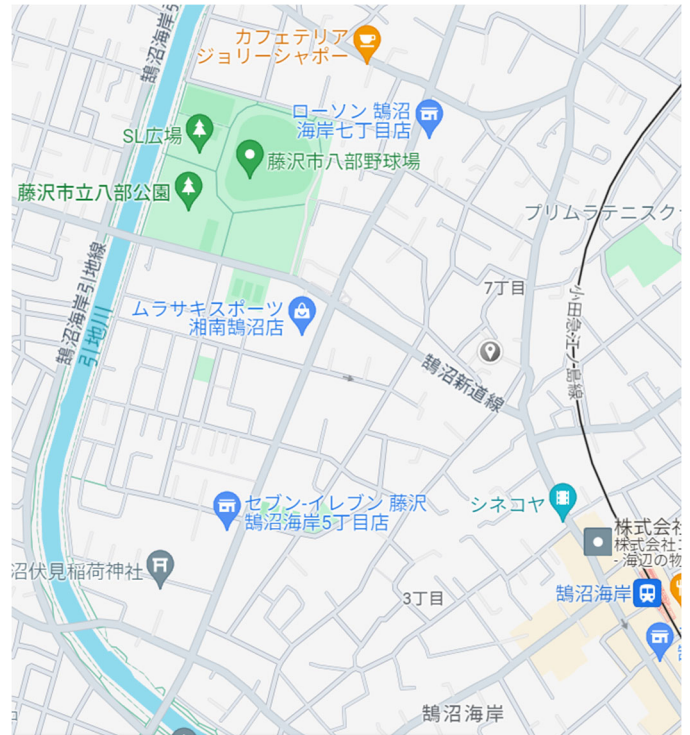 鵠沼海岸引
カフェテリア
ジョリーシャポー
ローソン 鵠沼
海岸七丁目店
SL広場
藤沢市八部野球場
藤沢市立八部公園
プリムラテニスク
鵠沼海岸引地線
引地川
7丁目
小田急江ノ島線
ムラサキスポーツ
湘南鵠沼店
鵠沼新道線
セブン-イレブン 藤沢
鵠沼海岸5丁目店
シネコヤ
株式会社
株式会社
- 海辺の物
沼伏見稲荷神社
3丁目
鵠沼海岸
鵠沼海岸